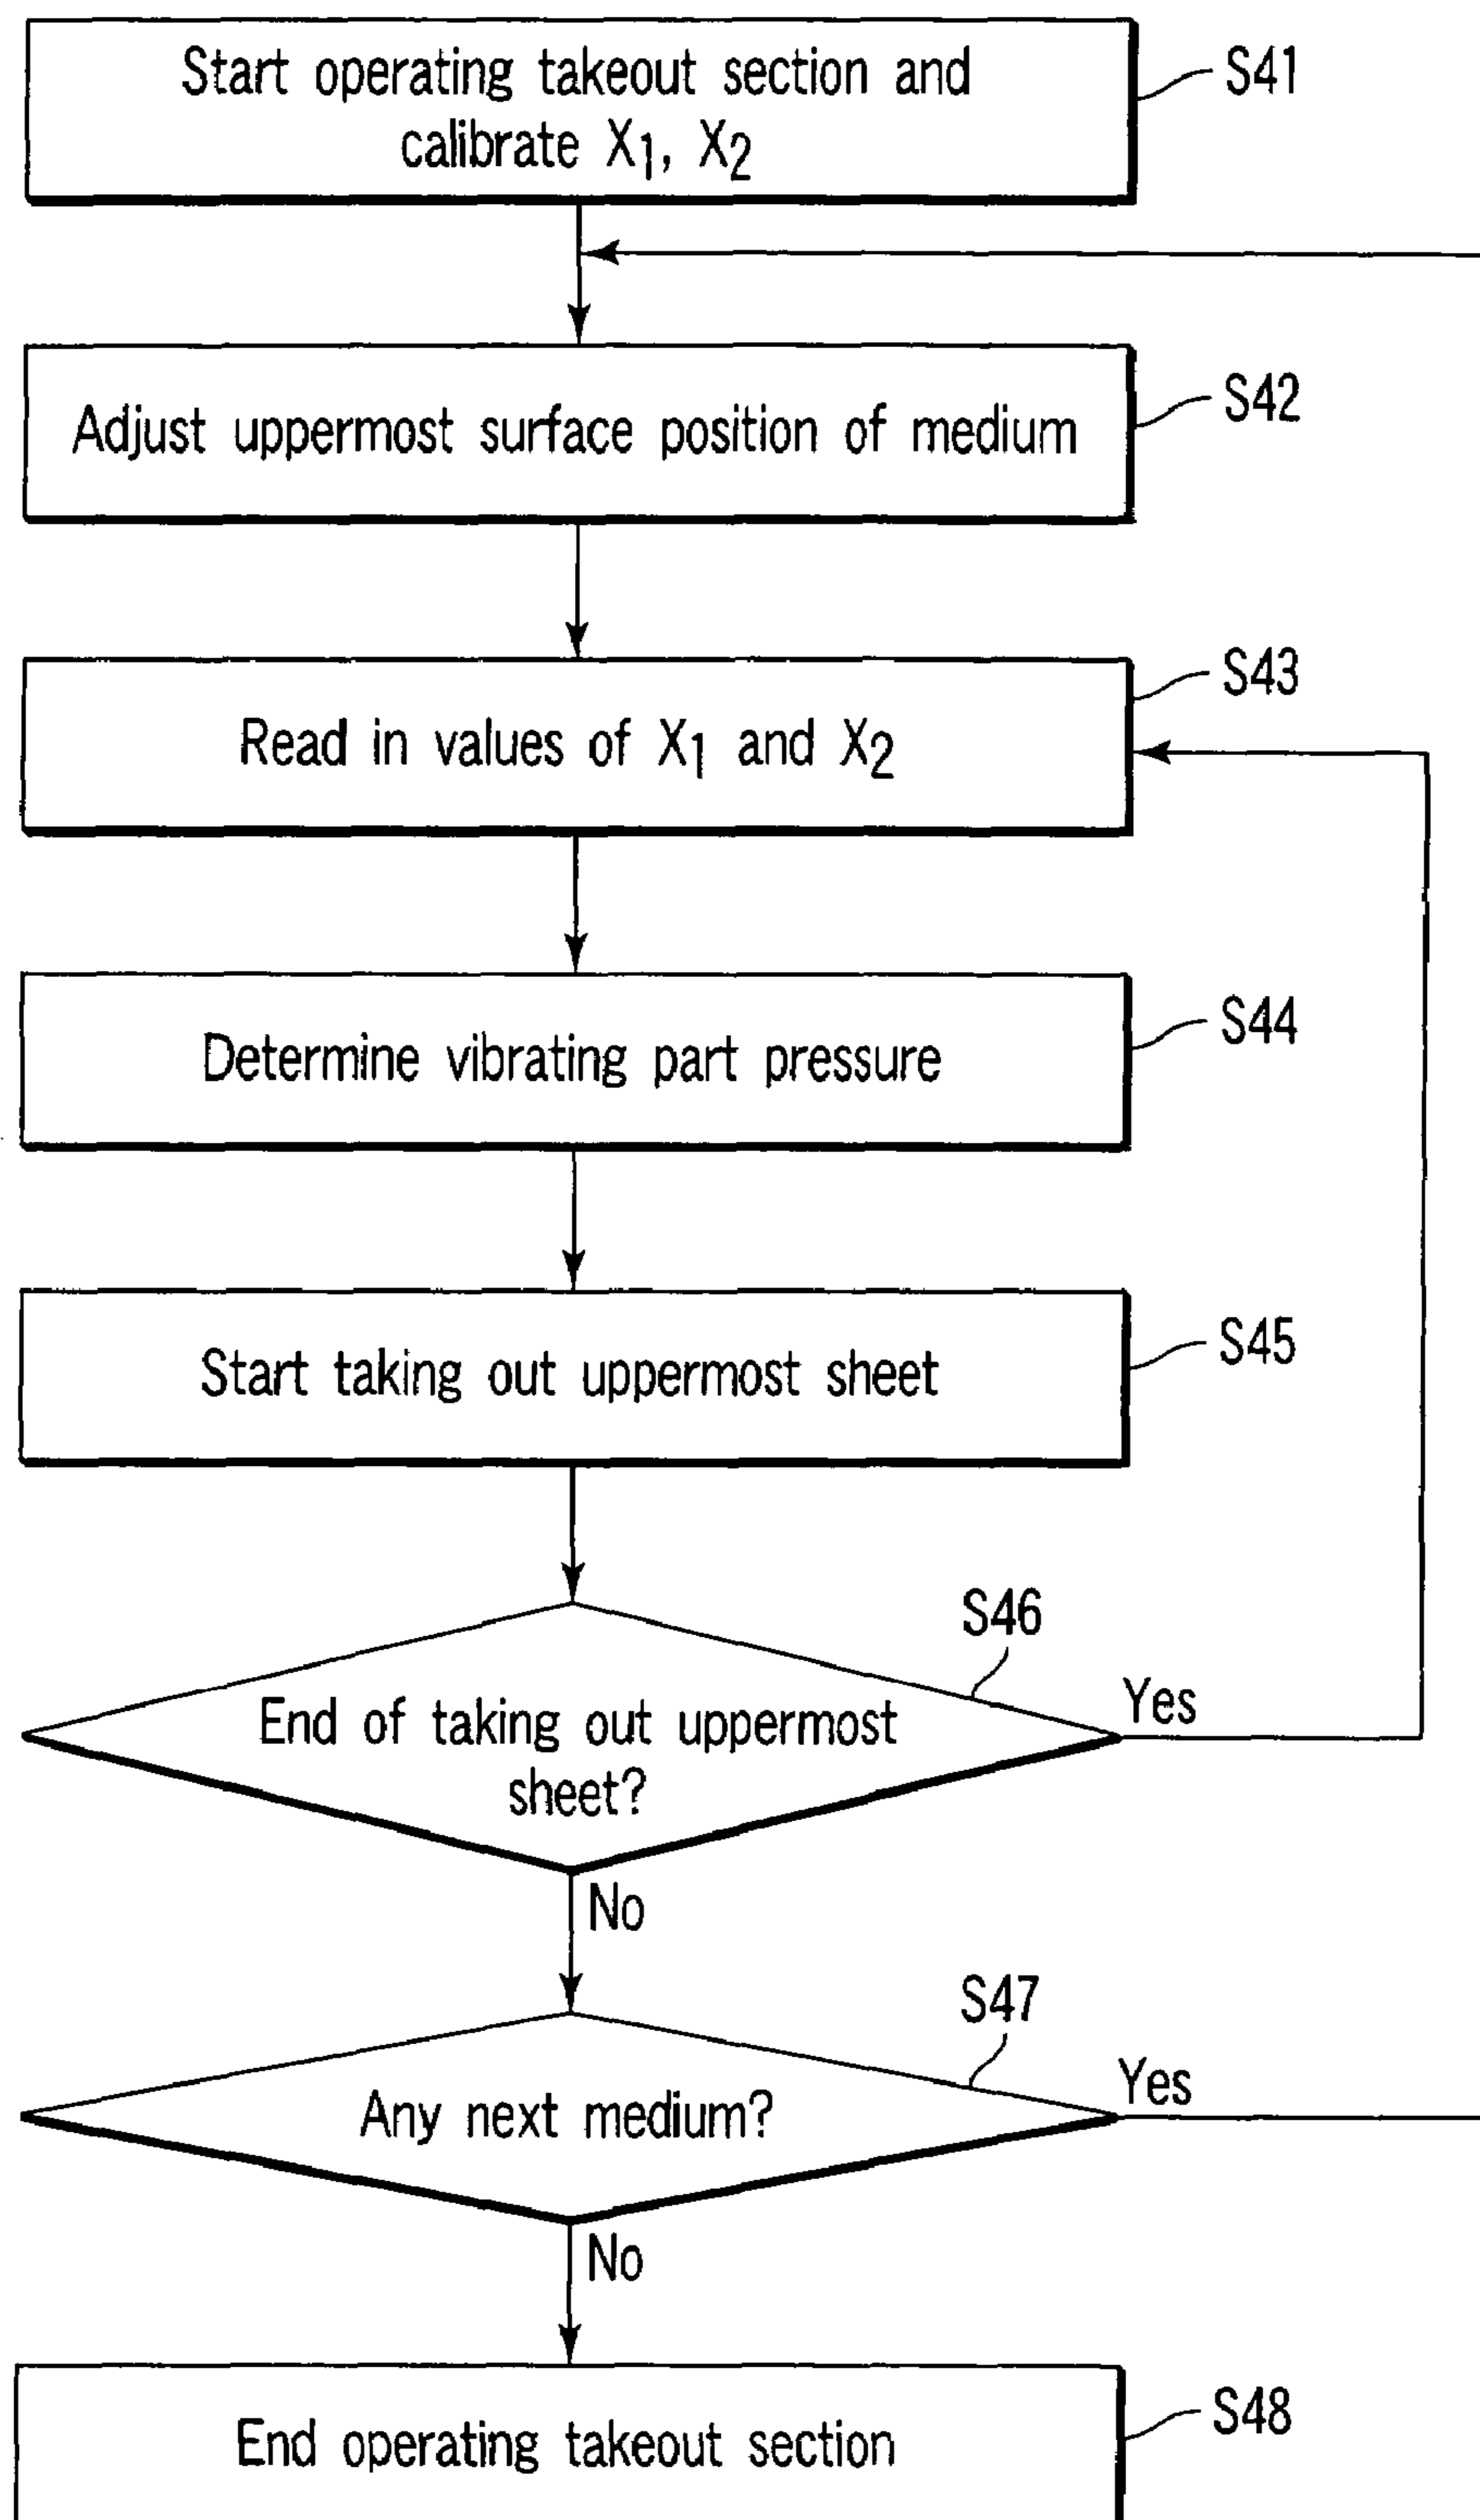 Start operating takeout section and
calibrate X1, X2
S41
Adjust uppermost surface position of medium
S42
Read in values of X1 and X2
S43
Determine vibrating part pressure
S44
Start taking out uppermost sheet
S45
S46
End of taking out uppermost
sheet?
Yes
No
S47
Any next medium?
Yes
No
End operating takeout section
S48